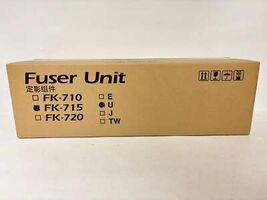 Fuser Unit
定影组件
FK-710 E
FK-715 U
FK-720 J
TW